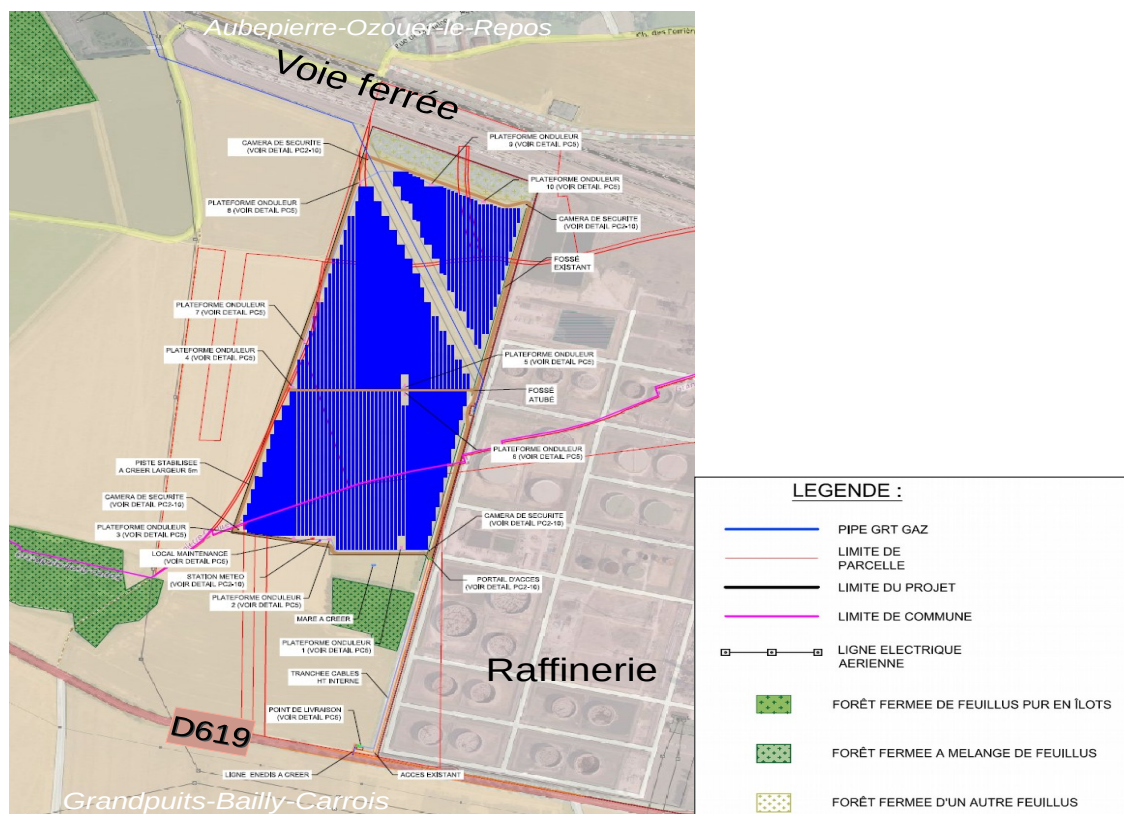 Aubepierre-Ozouer-le-Repos
Voie ferrée
PLATEFORME ONDULEUR
9 (VOIR DETAIL PC5)
CAMERA DE SECURITE
(VOIR DETAIL PC2-10)
PLATEFORME ONDULEUR
10 (VOIR DETAIL PC5)
PLATEFORME ONDULEUR
8 (VOIR DETAIL PC5)
CAMERA DE SECURITE
(VOIR DETAIL PC2-10)
FOSSÉ
EXISTANT
PLATEFORME ONDULEUR
7 (VOIR DETAIL PC5)
PLATEFORME ONDULEUR
4 (VOIR DETAIL PC5)
PLATEFORME ONDULEUR
5 (VOIR DETAIL PC5)
FOSSÉ
ATUBÉ
PLATEFORME ONDULEUR
6 (VOIR DETAIL PC5)
PISTE STABILISEE
A CREER LARGEUR 5m
CAMERA DE SECURITE
(VOIR DETAIL PC2-10)
PLATEFORME ONDULEUR
3 (VOIR DETAIL PC5)
CAMERA DE SECURITE
(VOIR DETAIL PC2-10)
LOCAL MAINTENANCE
(VOIR DETAIL PC5)
STATION METEO
(VOIR DETAIL PC2-10)
PORTAIL D'ACCES
(VOIR DETAIL PC2-10)
PLATEFORME ONDULEUR
2 (VOIR DETAIL PC5)
MARE A CREER
PLATEFORME ONDULEUR
1 (VOIR DETAIL PC5)
TRANCHEE CABLES
HT INTERNE
Raffinerie
POINT DE LIVRAISON
(VOIR DETAIL PC5)
D619
LIGNE ENEDIS A CREER
ACCES EXISTANT
Grandpuits-Bailly-Carrois
LEGENDE :
PIPE GRT GAZ
LIMITE DE
PARCELLE
LIMITE DU PROJET
LIMITE DE COMMUNE
LIGNE ELECTRIQUE
AERIENNE
FORÊT FERMEE DE FEUILLUS PUR EN ÎLOTS
FORÊT FERMEE A MELANGE DE FEUILLUS
FORÊT FERMEE D'UN AUTRE FEUILLUS